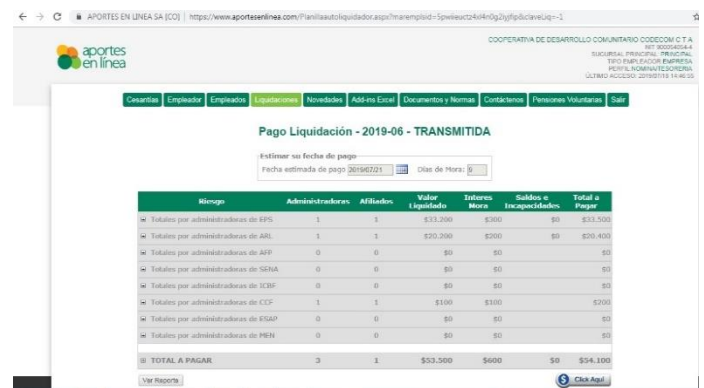 APORTES EN LINEA SA [CO] | https://www.aportesenlinea.com/Planillaautoliquidador.aspx?
COOPERATIVA DE DESARROLLO COMUNITARIO CODECOM C T A
NIT 900054054-4
SUCURSAL PRINCIPAL PRINCIPAL
TIPO EMPLEADOR EMPRESA
PERFIL NOMINA/TESORERIA
ÚLTIMO ACCESO:
aportes
en línea
Cesantías Empleador Empleados Liquidaciones Novedades Add-ins Excel Documentos y Normas Contáctenos Pensiones Voluntarias Salir
Pago Liquidación - 2019-06 - TRANSMITIDA
Estimar su fecha de pago
Fecha estimada de pago 2019/07/21 Días de Mora: 9
Riesgo Administradoras Afiliados Valor Liquidado Interes Mora Saldos e Incapacidades Total a Pagar
Totales por administradoras de EPS 1 1 $33.200 $300 $0 $33.500
Totales por administradoras de ARL 1 1 $20.200 $200 $0 $20.400
Totales por administradoras de AFP 0 0 $0 $0 $0
Totales por administradoras de SENA 0 0 $0 $0 $0
Totales por administradoras de ICBF 0 0 $0 $0 $0
Totales por administradoras de CCF 1 1 $100 $100 $200
Totales por administradoras de ESAP 0 0 $0 $0 $0
Totales por administradoras de MEN 0 0 $0 $0 $0
TOTAL A PAGAR 3 1 $53.500 $600 $0 $54.100
Ver Reporte
$ Click Aquí